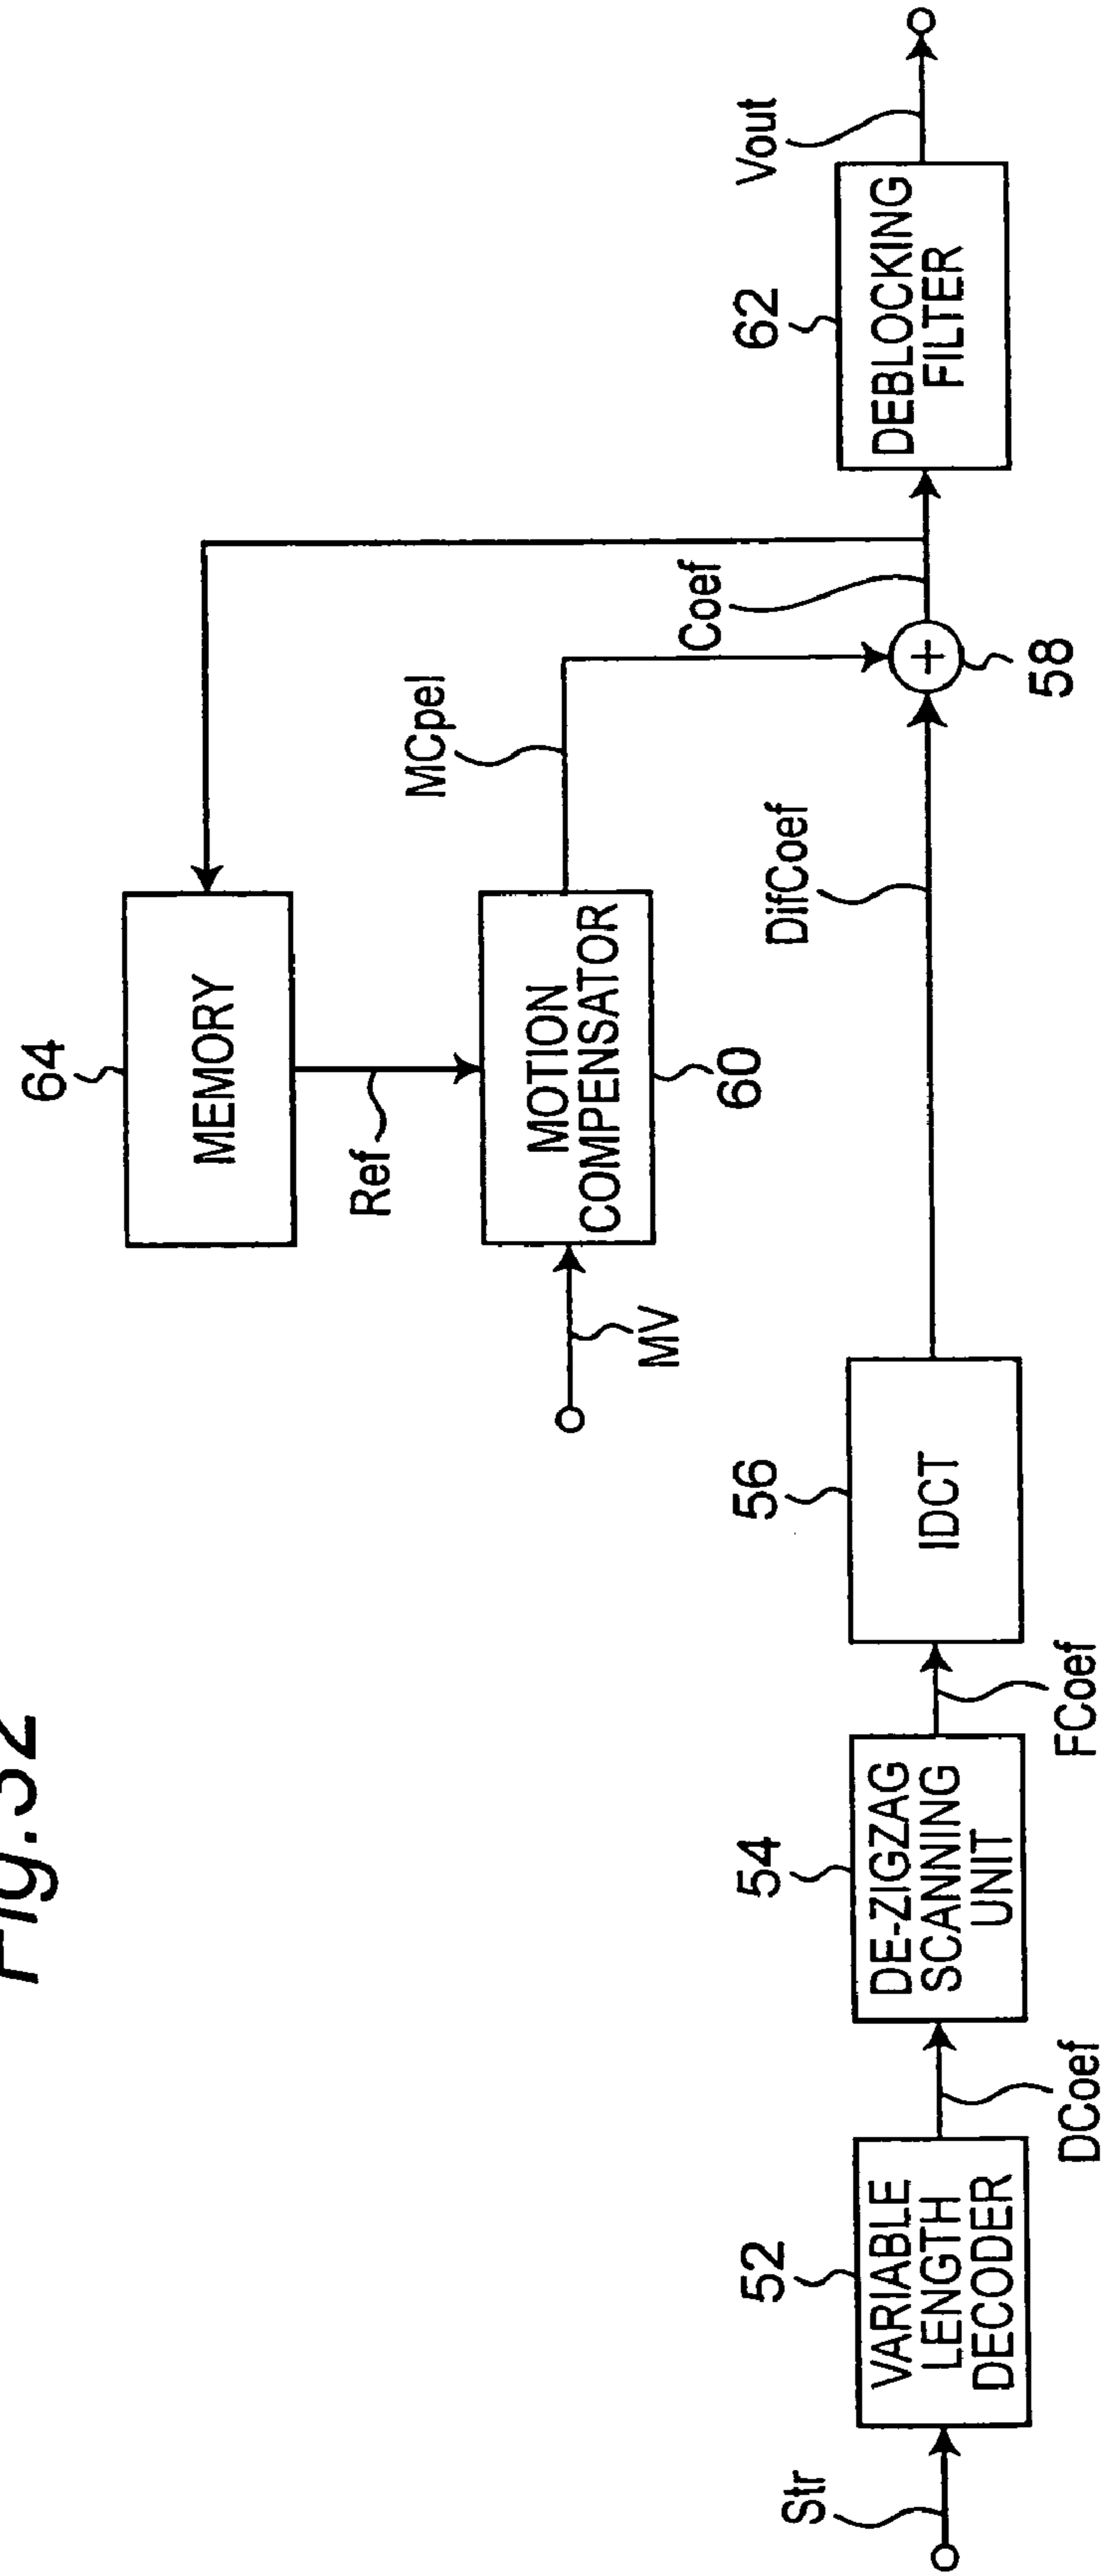 Fig.32
64
MEMORY
Ref
MCpel
MOTION
COMPENSATOR
MV
60
Coef
Vout
62
DEBLOCKING
FILTER
58
DifCoef
56
IDCT
FCoef
54
DE-ZIGZAG
SCANNING
UNIT
DCoef
52
VARIABLE
LENGTH
DECODER
Str